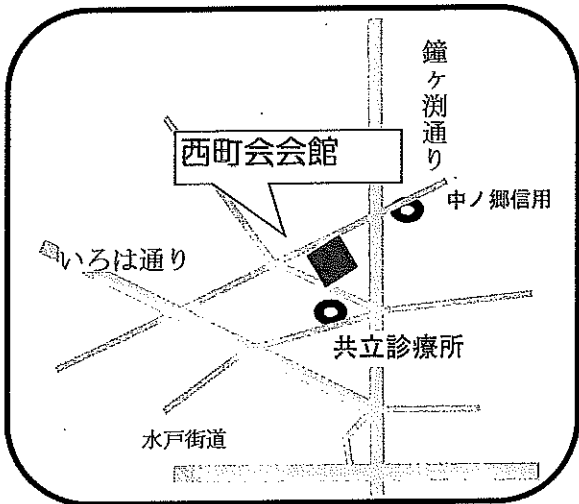 鐘ヶ渕通り
西町会会館
中ノ郷信用
いろは通り
共立診療所
水戸街道